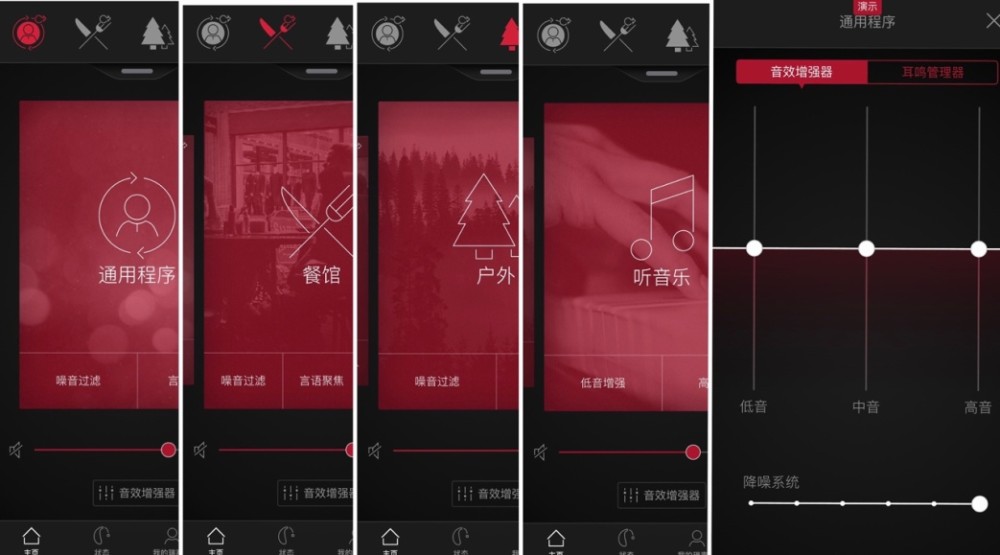 通用程序
噪音过滤
言
音效增强器
主页
状态
我的
餐馆
噪音过滤
言语聚焦
音效增强
主页
状态
我的
户外
噪音过滤
音效增强
主页
状态
听音乐
低音增强
高
音效增强器
主页
状态
我的
演示
通用程序
音效增强器
耳鸣管理器
低音
中音
高音
降噪系统